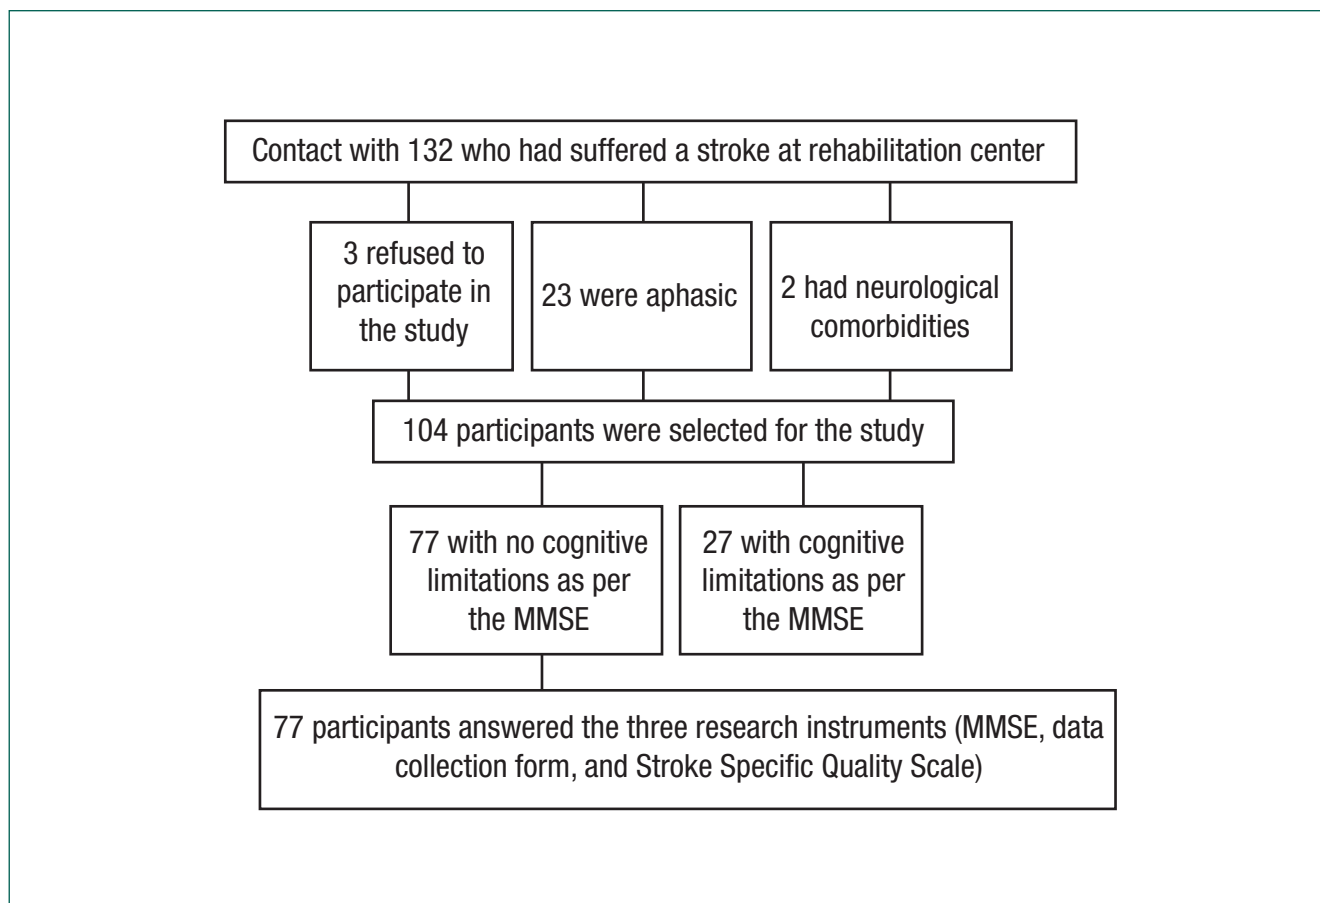 Contact with 132 who had suffered a stroke at rehabilitation center
3 refused to
participate in
the study
23 were aphasic
2 had neurological
comorbidities
104 participants were selected for the study
77 with no cognitive
limitations as per
the MMSE
27 with cognitive
limitations as per
the MMSE
77 participants answered the three research instruments (MMSE, data
collection form, and Stroke Specific Quality Scale)